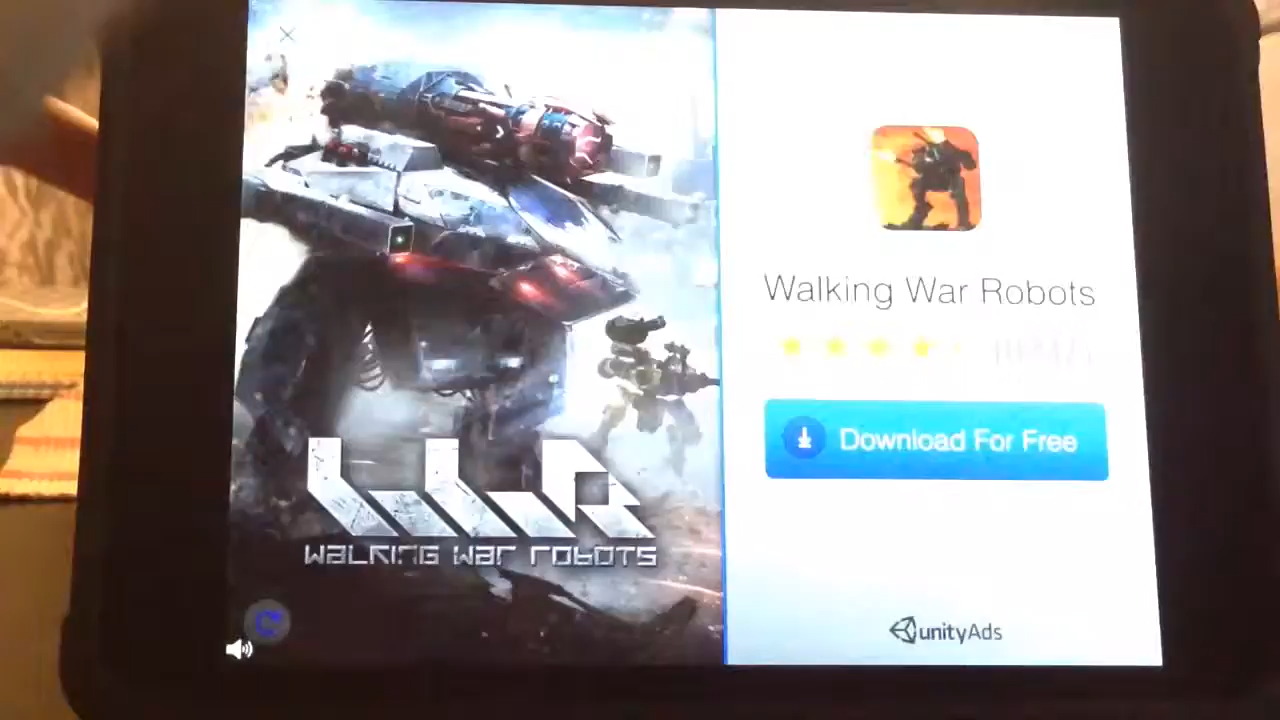 WWR
WALKING WAR ROBOTS
Walking War Robots
Download For Free
unityAds